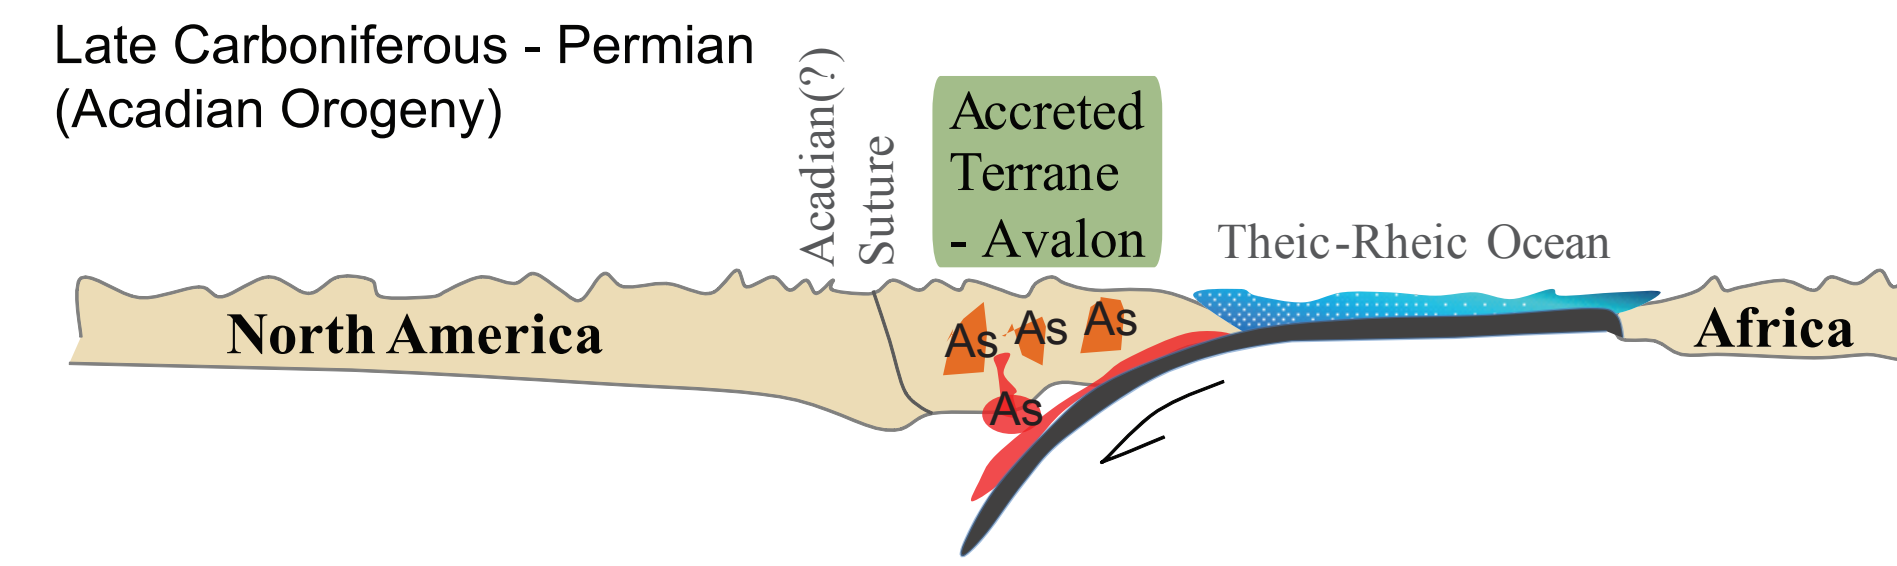 Late Carboniferous - Permian
(Acadian Orogeny)
Acadian(?)
Suture
Accreted
Terrane
- Avalon
Theic-Rheic Ocean
North America
As
As
As
As
Africa